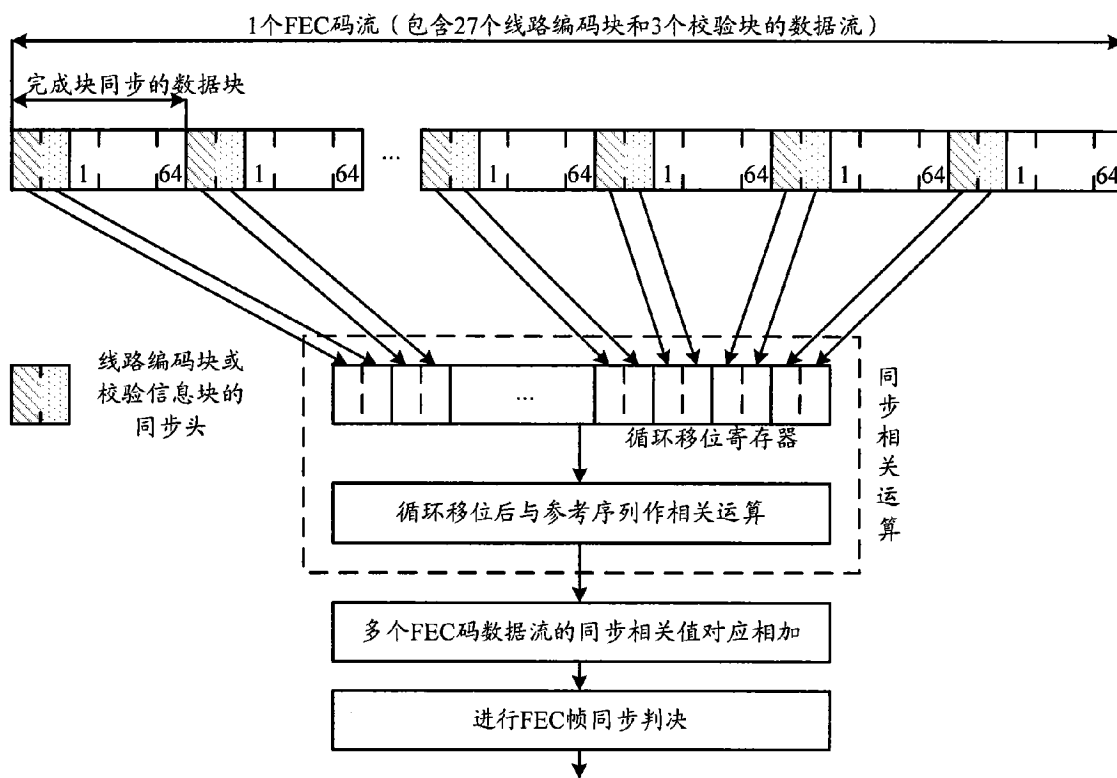 1个FEC码流（包含27个线路编码块和3个校验块的数据流）
完成块同步的数据块
1 64 1 64 ... 1 64 1 64 1 64 1 64
线路编码块或
校验信息块的
同步头
...
循环移位寄存器
同步相关运算
循环移位后与参考序列作相关运算
多个FEC码数据流的同步相关值对应相加
进行FEC帧同步判决